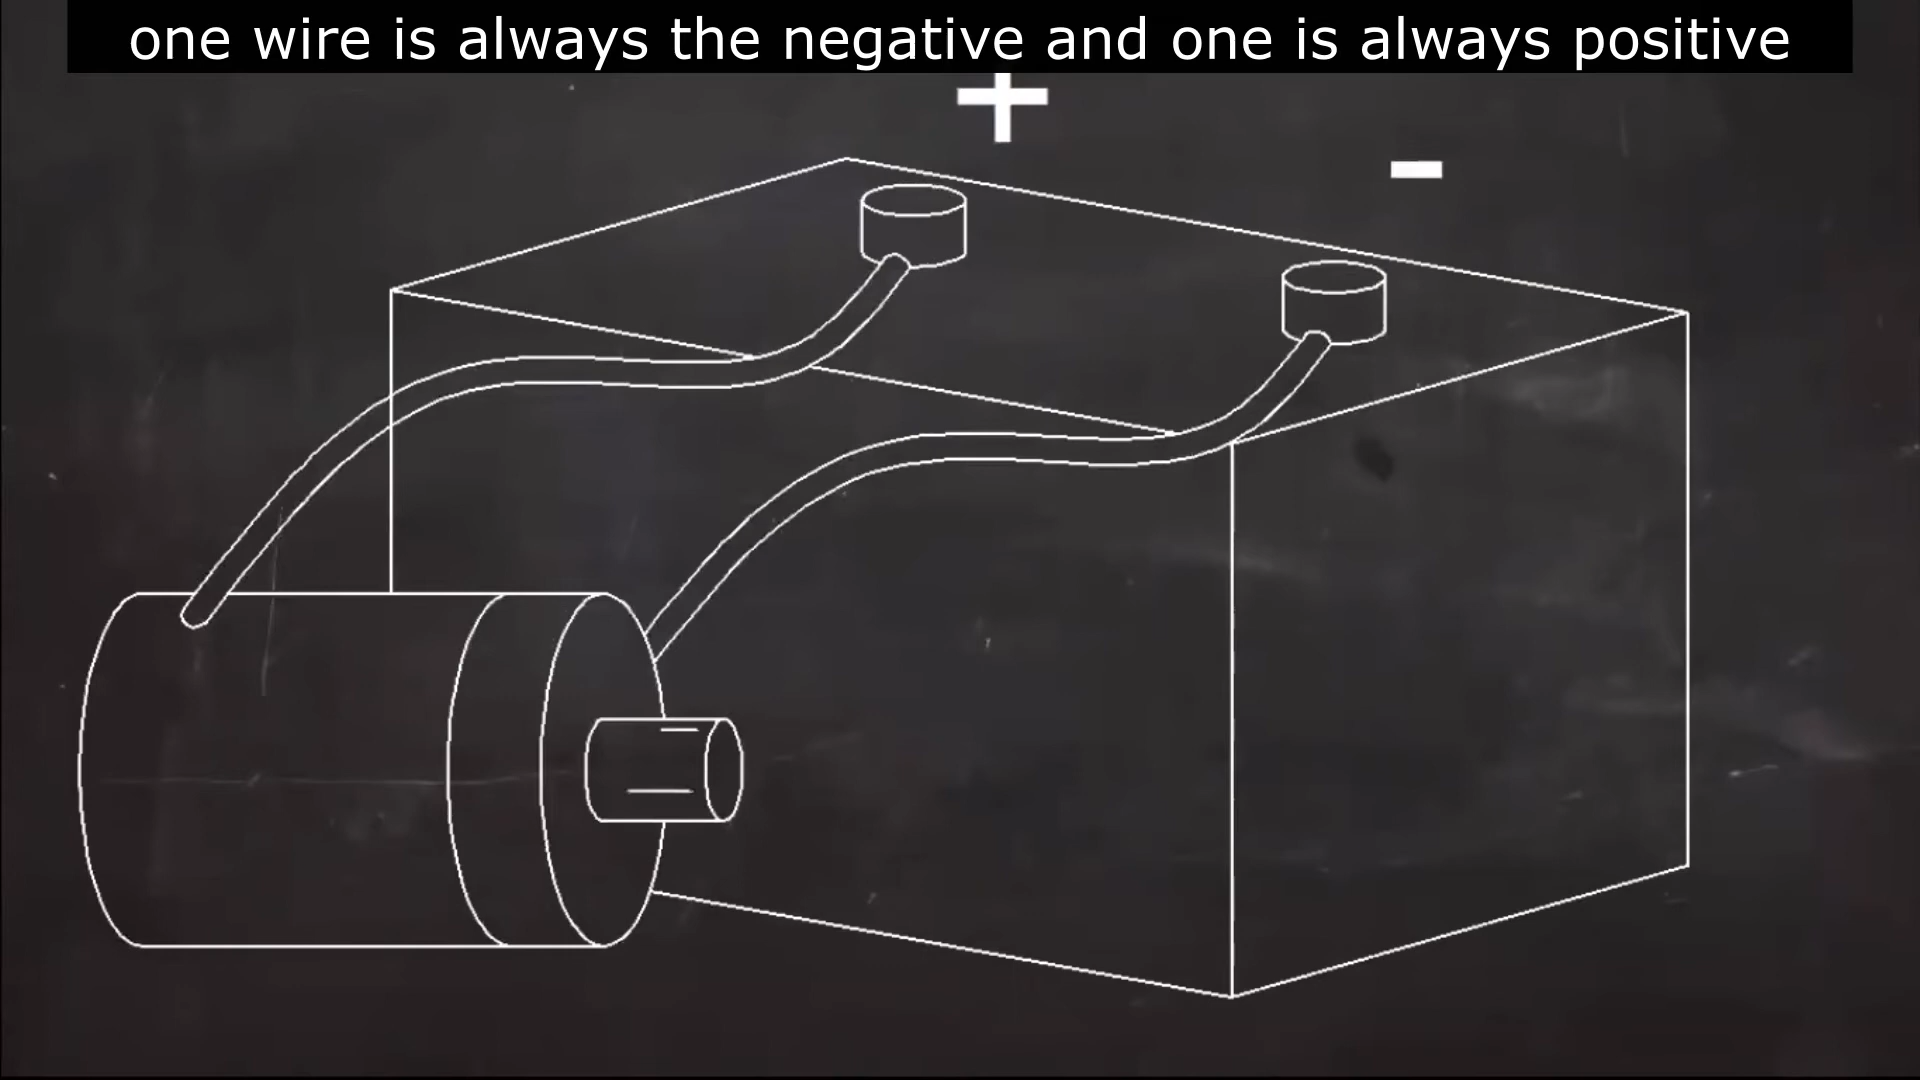 one wire is always the negative and one is always positive
+
-